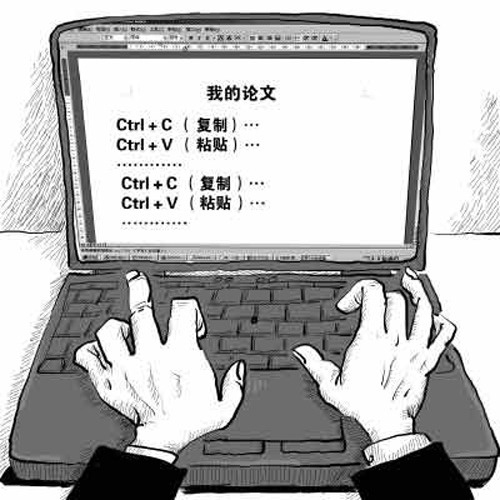 我的论文
Ctrl + C （ 复制 ）…
Ctrl + V （ 粘贴 ）…
…………
Ctrl + C （ 复制 ）…
Ctrl + V （ 粘贴 ）…
…………